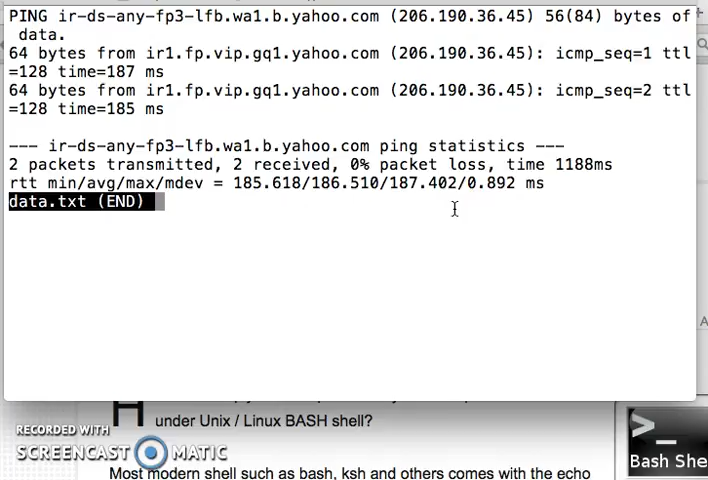 PING ir-ds-any-fp3-lfb.wa1.b.yahoo.com (206.190.36.45) 56(84) bytes of
data.
64 bytes from ir1.fp.vip.gq1.yahoo.com (206.190.36.45): icmp_seq=1 ttl
=128 time=187 ms
64 bytes from ir1.fp.vip.gq1.yahoo.com (206.190.36.45): icmp_seq=2 ttl
=128 time=185 ms
--- ir-ds-any-fp3-lfb.wa1.b.yahoo.com ping statistics ---
2 packets transmitted, 2 received, 0% packet loss, time 1188ms
rtt min/avg/max/mdev = 185.618/186.510/187.402/0.892 ms
data.txt (END)
H
under Unix / Linux BASH shell?
RECORDED WITH
SCREENCAST MATIC
>_
Bash She
Most modern shell such as bash, ksh and others comes with the echo